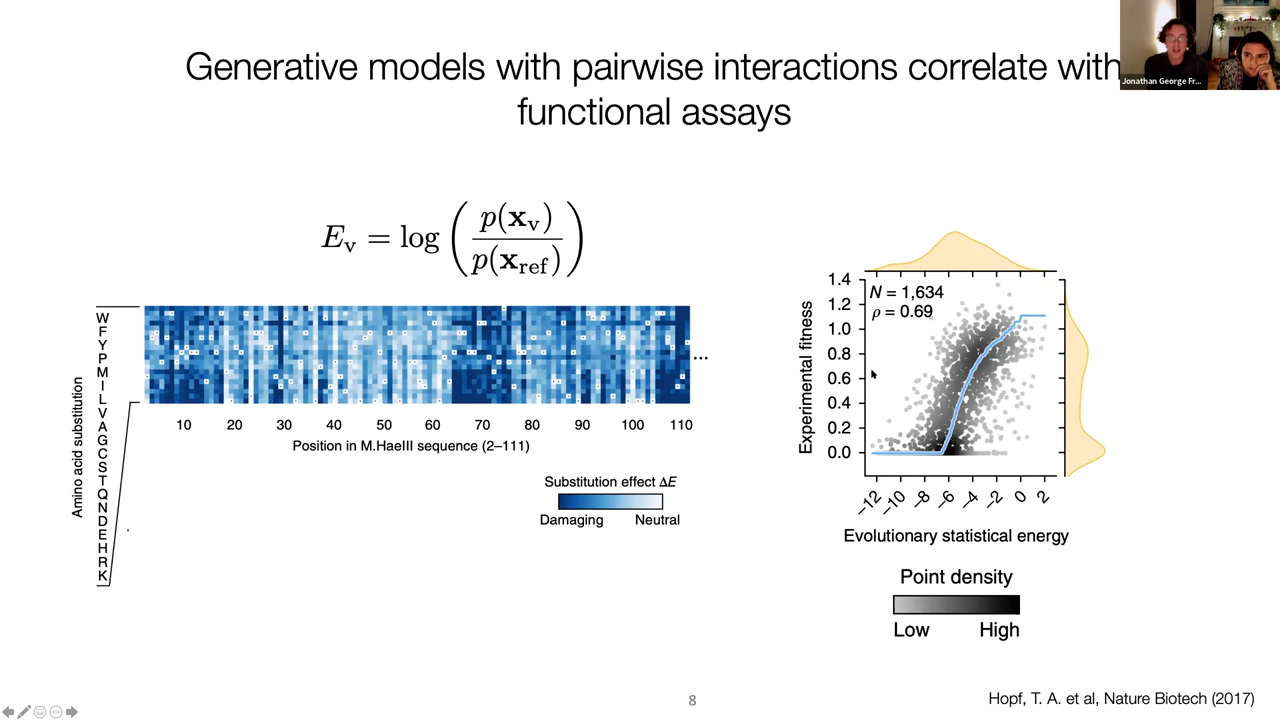 Generative models with pairwise interactions correlate with
functional assays
Jonathan George Fr...
E_v = log ( p(x_v) / p(x_ref) )
Amino acid substitution
W
F
Y
P
M
I
L
V
A
G
C
S
T
Q
N
D
E
H
R
K
...
10 20 30 40 50 60 70 80 90 100 110
Position in M.HaeIII sequence (2–111)
Substitution effect ΔE
Damaging Neutral
Experimental fitness
1.4
1.2
1.0
0.8
0.6
0.4
0.2
0.0
N = 1,634
ρ = 0.69
−12 −10 −8 −6 −4 −2 0 2
Evolutionary statistical energy
Point density
Low High
8
Hopf, T. A. et al, Nature Biotech (2017)